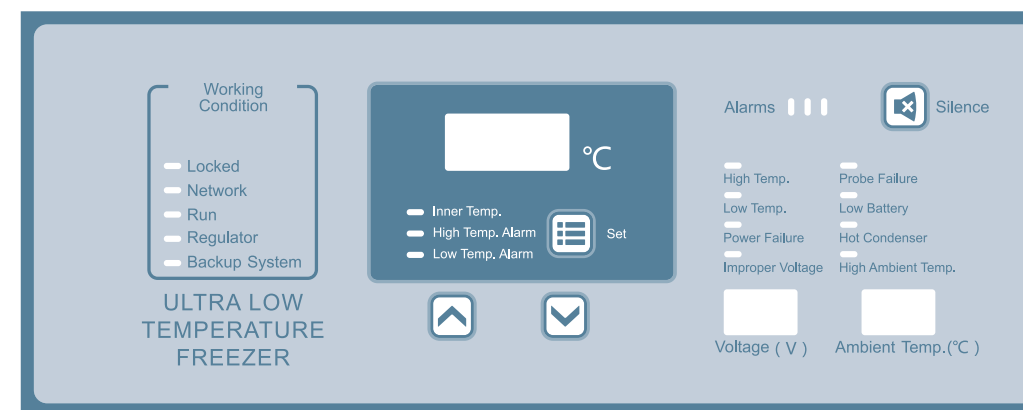 Working
Condition
Locked
Network
Run
Regulator
Backup System
ULTRA LOW
TEMPERATURE
FREEZER
°C
Inner Temp.
High Temp. Alarm
Low Temp. Alarm
Set
Alarms
Silence
High Temp.
Probe Failure
Low Temp.
Low Battery
Power Failure
Hot Condenser
Improper Voltage
High Ambient Temp.
Voltage ( V )
Ambient Temp.(°C )